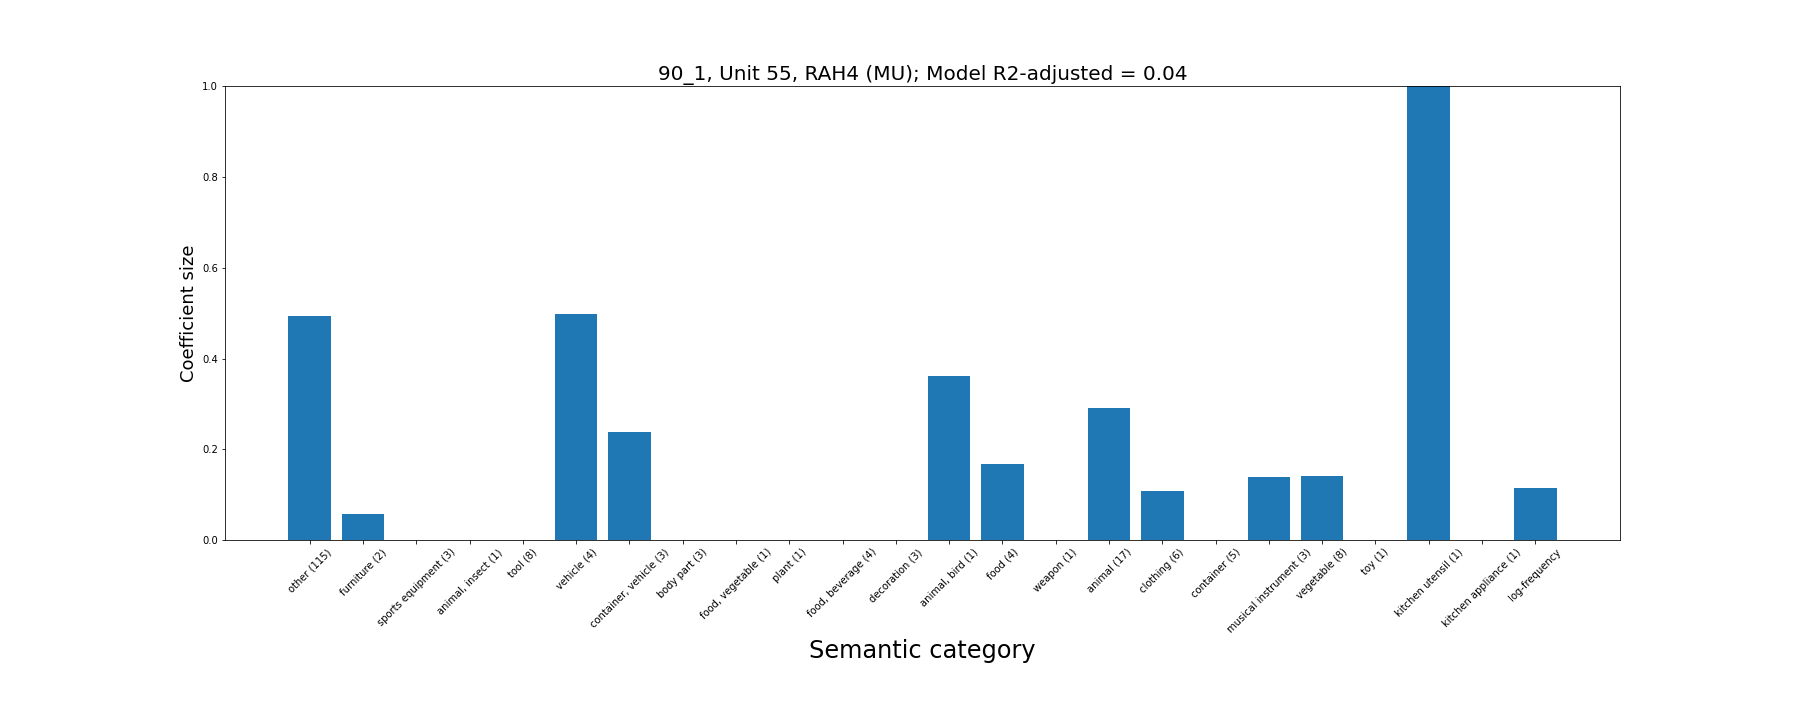 90_1, Unit 55, RAH4 (MU); Model R2-adjusted = 0.04
Coefficient size
1.0
0.8
0.6
0.4
0.2
0.0
other (115)
furniture (2)
sports equipment (3)
animal, insect (1)
tool (8)
vehicle (4)
container, vehicle (3)
body part (3)
food, vegetable (1)
plant (1)
food, beverage (4)
decoration (3)
animal, bird (1)
food (4)
weapon (1)
animal (17)
clothing (6)
container (5)
musical instrument (3)
vegetable (8)
toy (1)
kitchen utensil (1)
kitchen appliance (1)
log-frequency
Semantic category